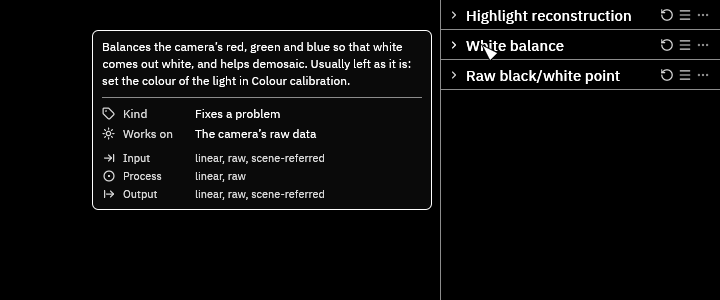 Highlight reconstruction
White balance
Raw black/white point
Balances the camera's red, green and blue so that white
comes out white, and helps demosaic. Usually left as it is:
set the colour of the light in Colour calibration.
Kind Fixes a problem
Works on The camera's raw data
Input linear, raw, scene-referred
Process linear, raw
Output linear, raw, scene-referred